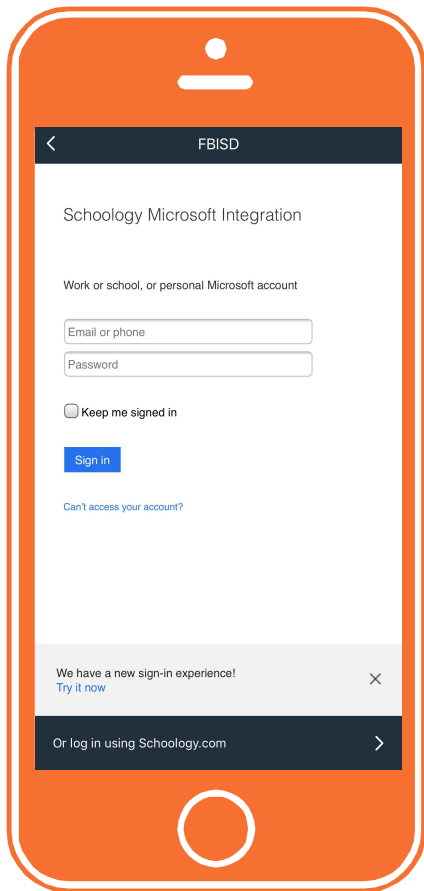 FBISD
Schoology Microsoft Integration
Work or school, or personal Microsoft account
Email or phone
Password
Keep me signed in
Sign in
Can't access your account?
We have a new sign-in experience!
Try it now
Or log in using Schoology.com